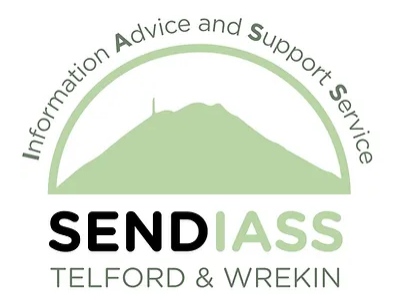 Information Advice and Support Service
SENDIASS
TELFORD & WREKIN